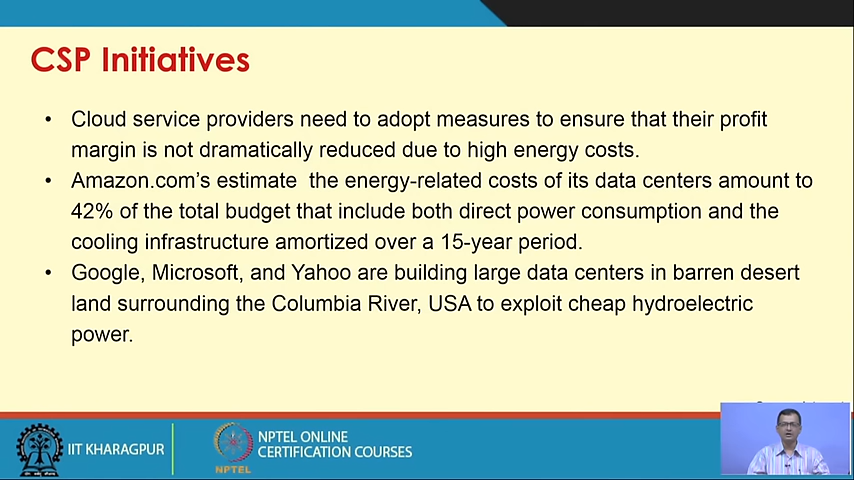 CSP Initiatives
• Cloud service providers need to adopt measures to ensure that their profit
margin is not dramatically reduced due to high energy costs.
• Amazon.com's estimate the energy-related costs of its data centers amount to
42% of the total budget that include both direct power consumption and the
cooling infrastructure amortized over a 15-year period.
• Google, Microsoft, and Yahoo are building large data centers in barren desert
land surrounding the Columbia River, USA to exploit cheap hydroelectric
power.
IIT KHARAGPUR
NPTEL
NPTEL ONLINE
CERTIFICATION COURSES